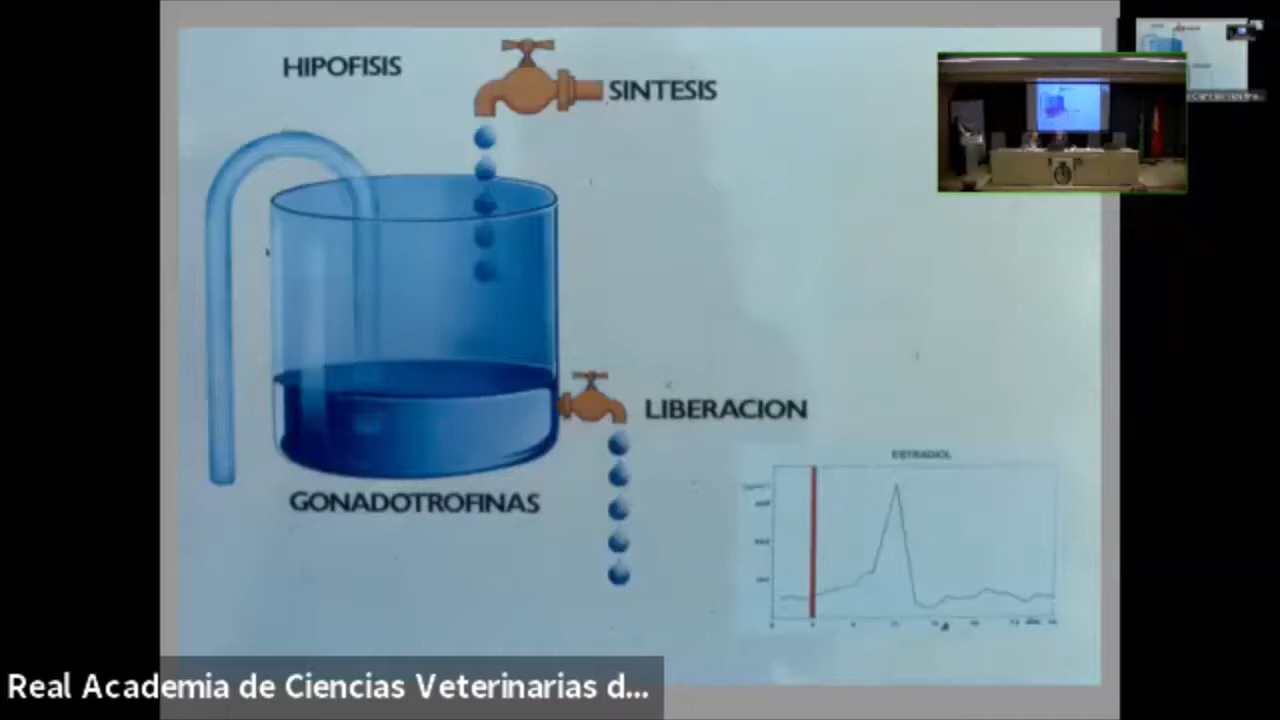 HIPOFISIS
SINTESIS
LIBERACION
GONADOTROFINAS
ESTRADIOL
Real Academia de Ciencias Veterinarias d...